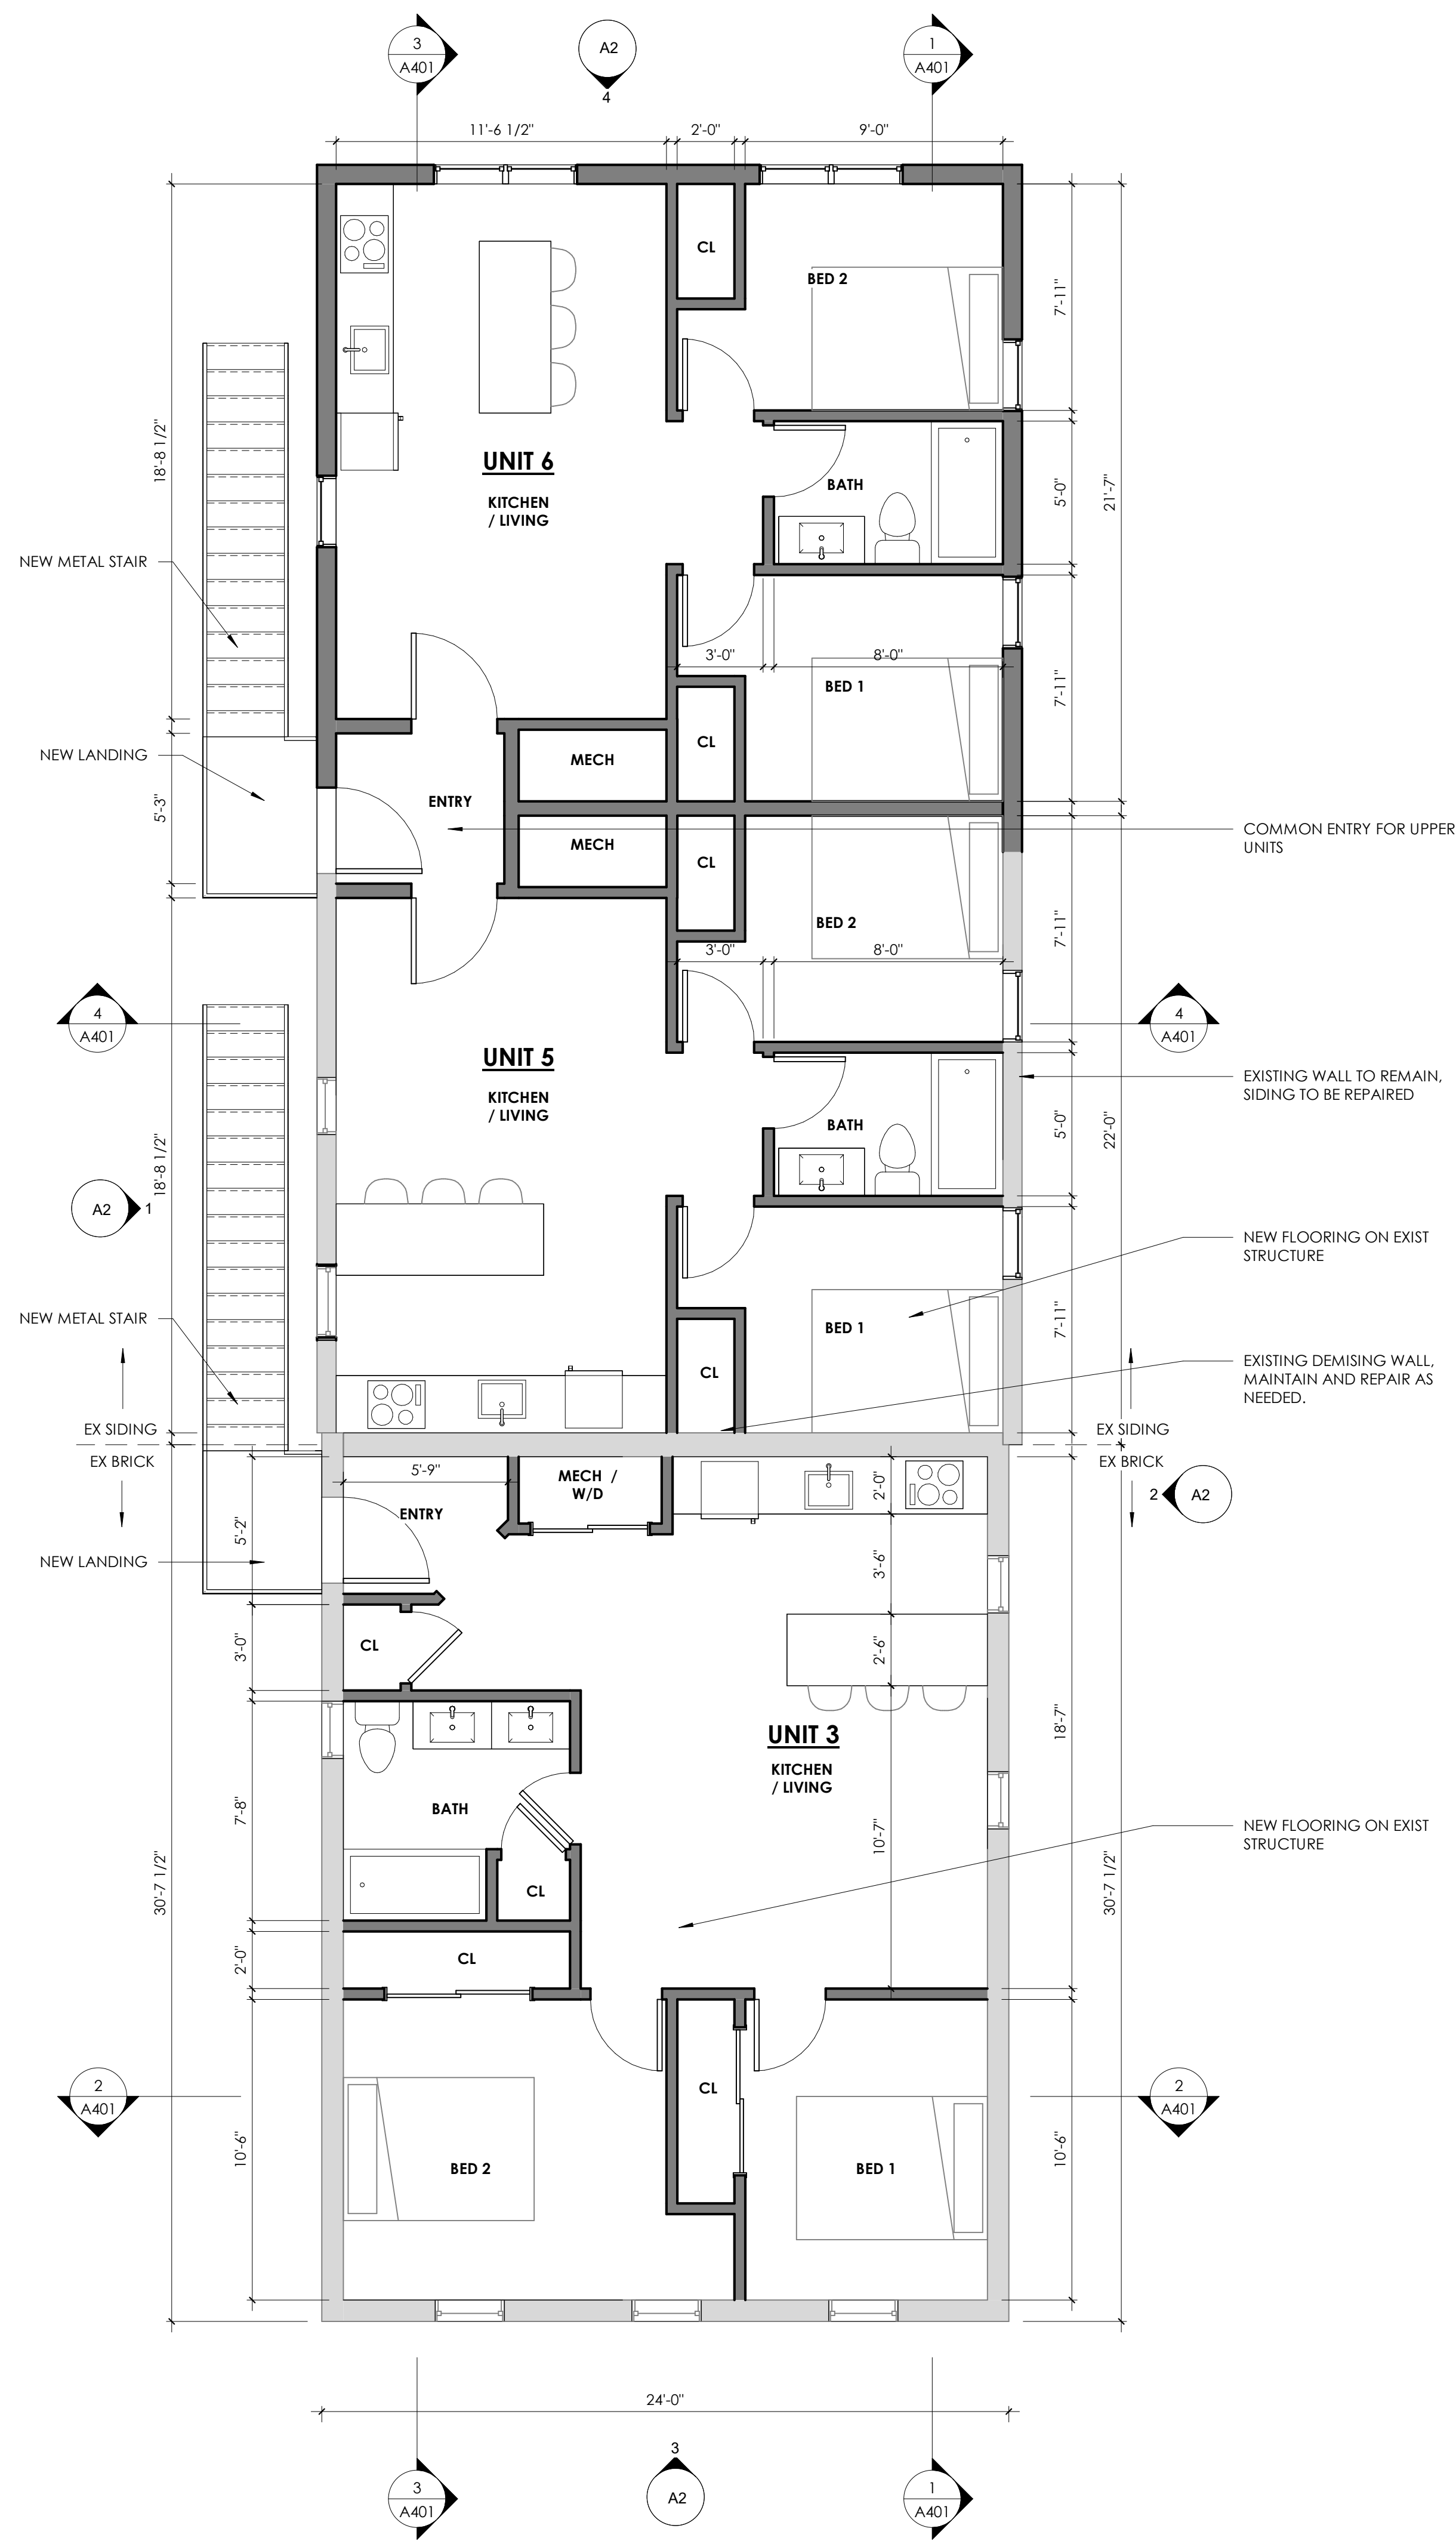 3
A401
A2
4
1
A401
11'-6 1/2"
2'-0"
9'-0"
CL
BED 2
7'-11"
18'-8 1/2"
UNIT 6
KITCHEN
/ LIVING
BATH
5'-0"
21'-7"
NEW METAL STAIR
3'-0"
8'-0"
BED 1
7'-11"
CL
MECH
NEW LANDING
ENTRY
5'-3"
COMMON ENTRY FOR UPPER
UNITS
MECH
CL
BED 2
7'-11"
3'-0"
8'-0"
4
A401
4
A401
UNIT 5
KITCHEN
/ LIVING
EXISTING WALL TO REMAIN,
SIDING TO BE REPAIRED
BATH
5'-0"
22'-0"
18'-8 1/2"
A2
1
NEW FLOORING ON EXIST
STRUCTURE
NEW METAL STAIR
BED 1
7'-11"
CL
EXISTING DEMISING WALL,
MAINTAIN AND REPAIR AS
NEEDED.
EX SIDING
EX BRICK
EX SIDING
EX BRICK
5'-9"
MECH /
W/D
2'-0"
2
A2
ENTRY
5'-2"
NEW LANDING
3'-6"
CL
3'-0"
2'-6"
UNIT 3
KITCHEN
/ LIVING
18'-7"
BATH
7'-8"
10'-7"
NEW FLOORING ON EXIST
STRUCTURE
30'-7 1/2"
30'-7 1/2"
CL
CL
2'-0"
2
A401
CL
2
A401
10'-6"
BED 2
BED 1
10'-6"
24'-0"
3
A401
3
A2
1
A401